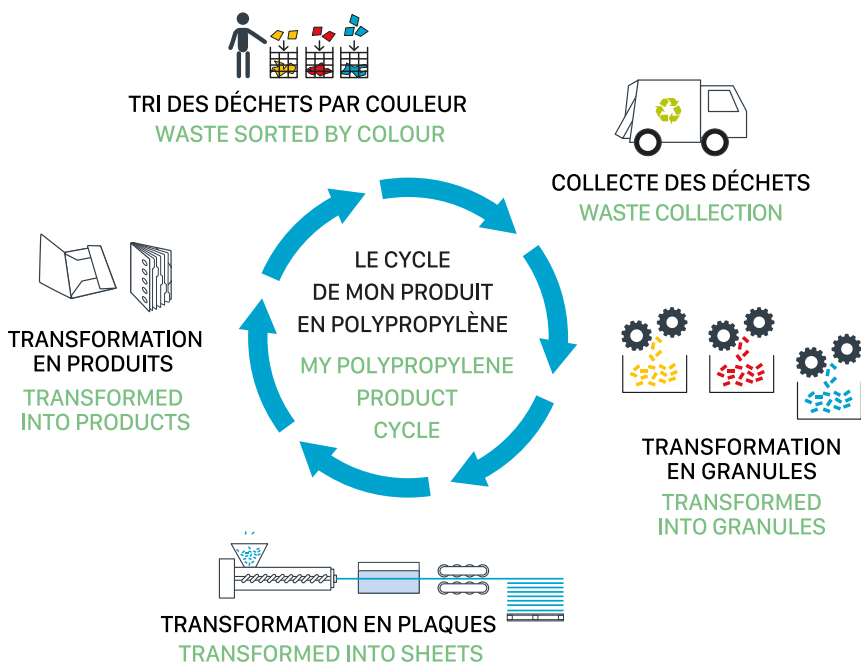 TRI DES DÉCHETS PAR COULEUR
WASTE SORTED BY COLOUR
COLLECTE DES DÉCHETS
WASTE COLLECTION
LE CYCLE
DE MON PRODUIT
EN POLYPROPYLÈNE
MY POLYPROPYLENE
PRODUCT
CYCLE
TRANSFORMATION
EN PRODUITS
TRANSFORMED
INTO PRODUCTS
TRANSFORMATION
EN GRANULES
TRANSFORMED
INTO GRANULES
TRANSFORMATION EN PLAQUES
TRANSFORMED INTO SHEETS